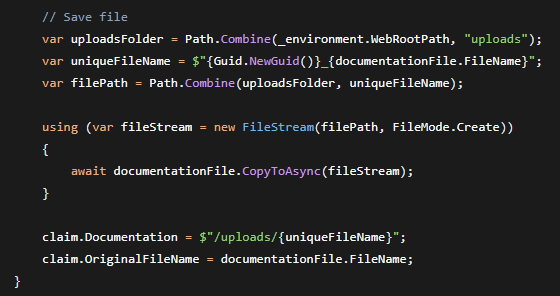 // Save file
var uploadsFolder = Path.Combine(_environment.WebRootPath, "uploads");
var uniqueFileName = $"{Guid.NewGuid()}_{documentationFile.FileName}";
var filePath = Path.Combine(uploadsFolder, uniqueFileName);
using (var fileStream = new FileStream(filePath, FileMode.Create))
{
await documentationFile.CopyToAsync(fileStream);
}
claim.Documentation = $"/uploads/{uniqueFileName}";
claim.OriginalFileName = documentationFile.FileName;
}